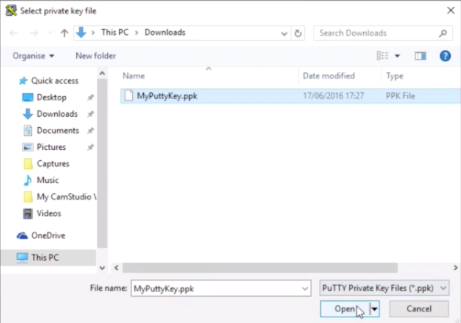 Select private key file
This PC > Downloads
Search Downloads
Organise
New folder
Name
Date modified
Type
Quick access
Desktop
Downloads
Documents
Pictures
Captures
Music
My CamStudio \
Videos
OneDrive
This PC
MyPuttyKey.ppk
17/06/2016 17:27
PPK File
File name:
MyPuttyKey.ppk
PuTTY Private Key Files (*.ppk)
Open
Cancel